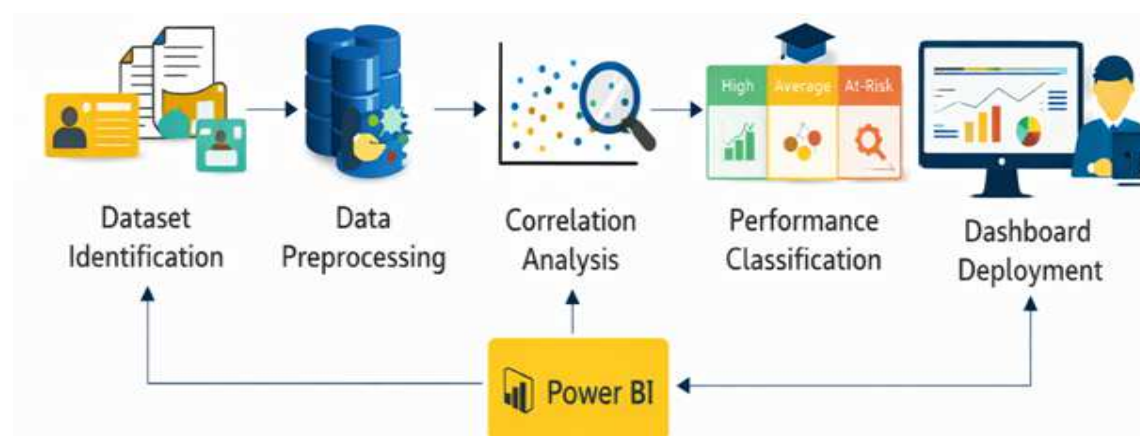 High Average At-Risk
Dataset
Identification
Data
Preprocessing
Correlation
Analysis
Performance
Classification
Dashboard
Deployment
Power BI